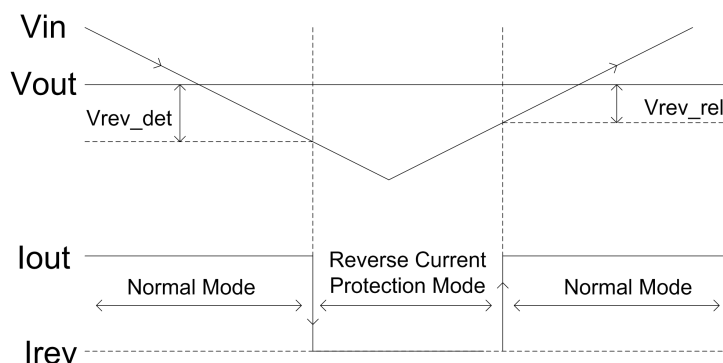 Vin
Vout
Vrev_det
Vrev_rel
Iout
Reverse Current
Protection Mode
Normal Mode
Normal Mode
Irev